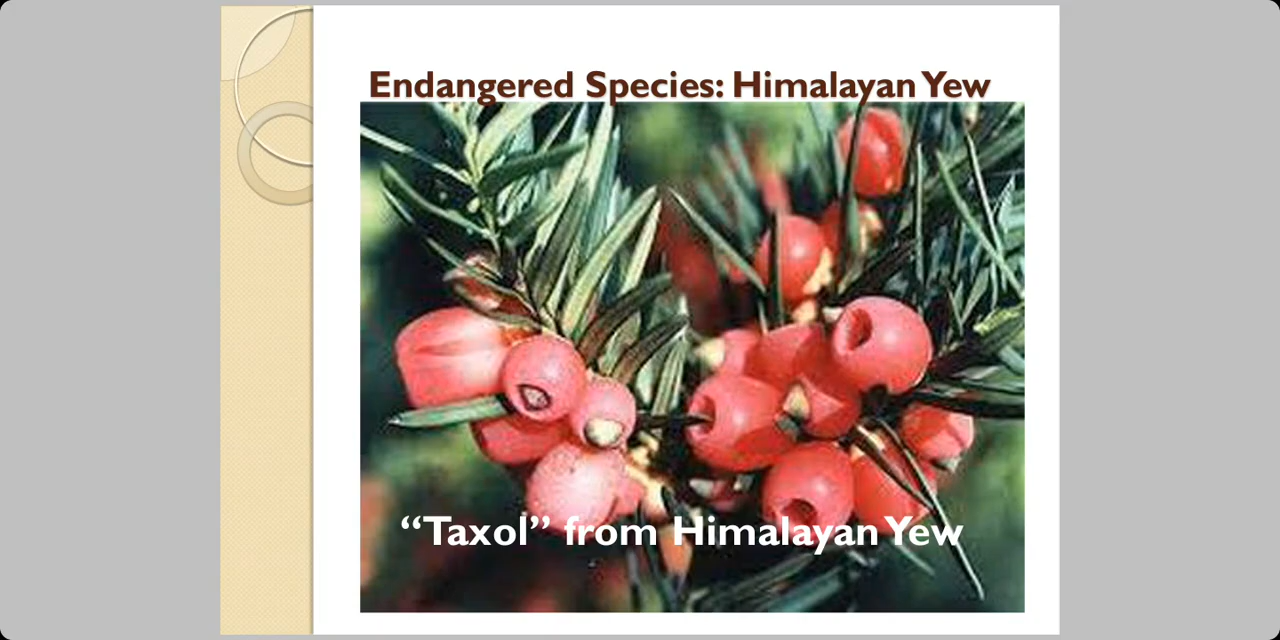 Endangered Species: Himalayan Yew
“Taxol” from Himalayan Yew